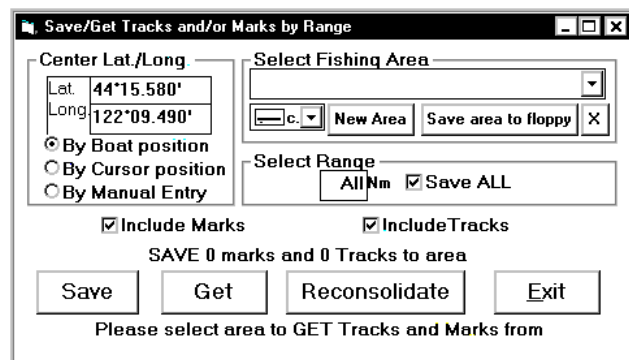 Save/Get Tracks and/or Marks by Range
Center Lat./Long.
Lat. 44*15.580'
Long. 122*09.490'
By Boat position
By Cursor position
By Manual Entry
Select Fishing Area
c. New Area Save area to floppy X
Select Range
All Nm Save ALL
Include Marks IncludeTracks
SAVE 0 marks and 0 Tracks to area
Save Get Reconsolidate Exit
Please select area to GET Tracks and Marks from